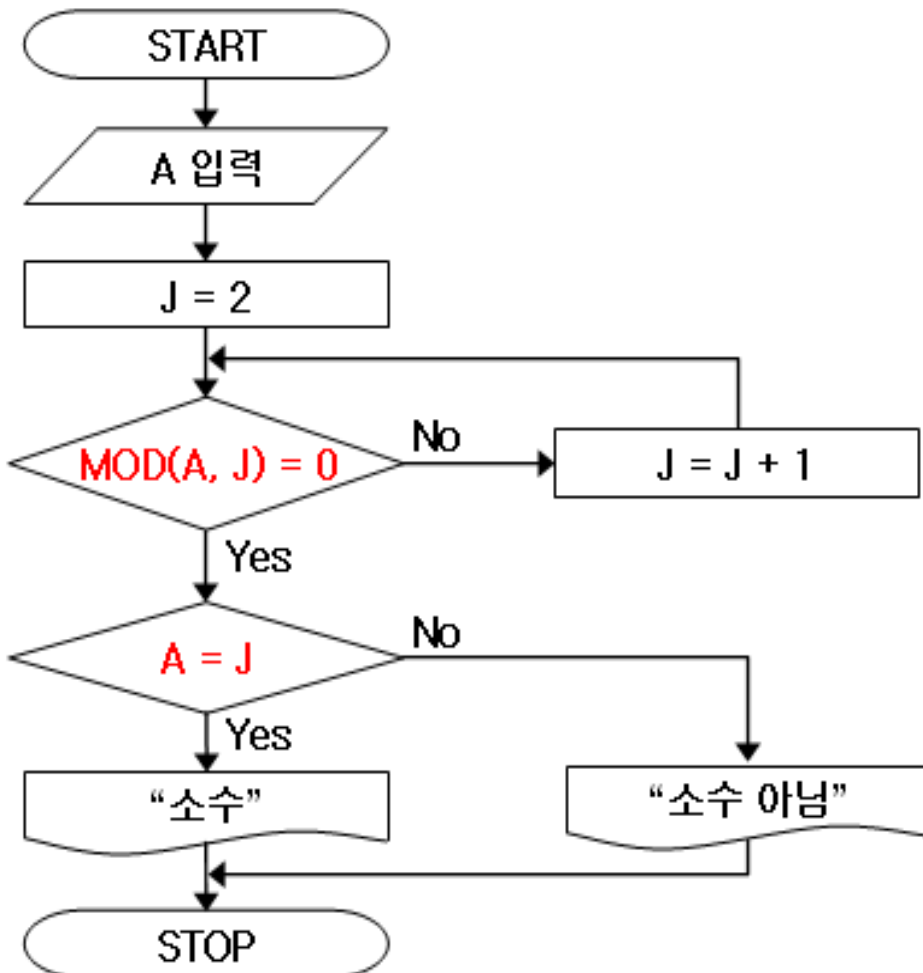 START
A 입력
J = 2
MOD(A, J) = 0
No
J = J + 1
Yes
A = J
No
Yes
“소수”
“소수 아님”
STOP